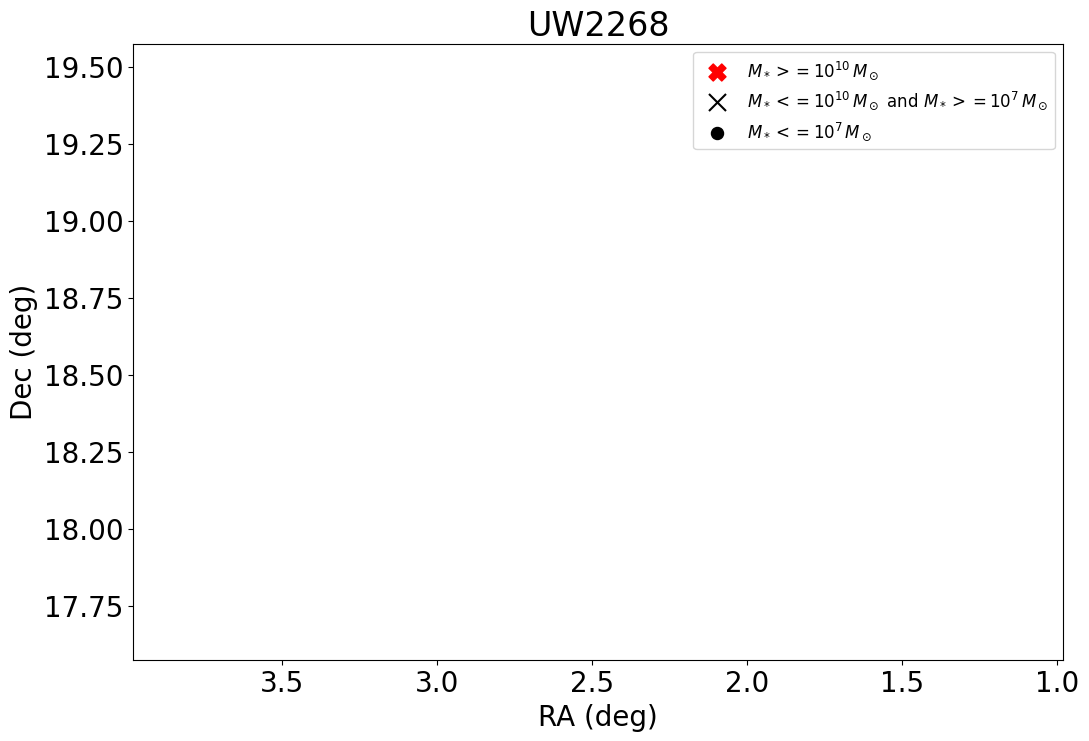 UW2268
19.50
19.25
19.00
18.75
18.50
18.25
18.00
17.75
Dec (deg)
M* >= 10^10 M⊙
M* <= 10^10 M⊙ and M* >= 10^7 M⊙
M* <= 10^7 M⊙
3.5 3.0 2.5 2.0 1.5 1.0
RA (deg)